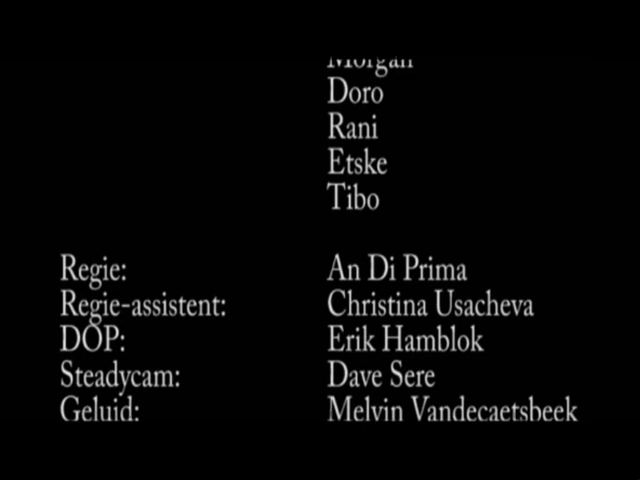 Morgan
Doro
Rani
Etske
Tibo
Regie: An Di Prima
Regie-assistent: Christina Usacheva
DOP: Erik Hamblok
Steadycam: Dave Sere
Geluid: Melvin Vandecaetsbeek